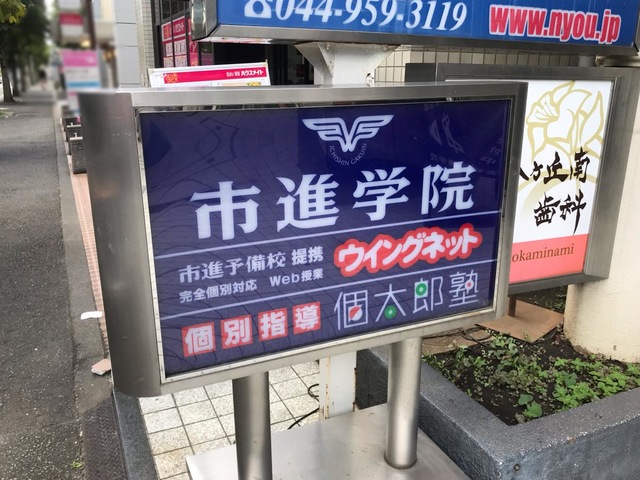 ☎044-959-3119
www.nyou.jp
ICHISHIN GAKUIN
市進学院
市進予備校 提携
ウイングネット
完全個別対応 Web授業
個別指導 個太郎塾
ヶ丘南
歯科
okaminami